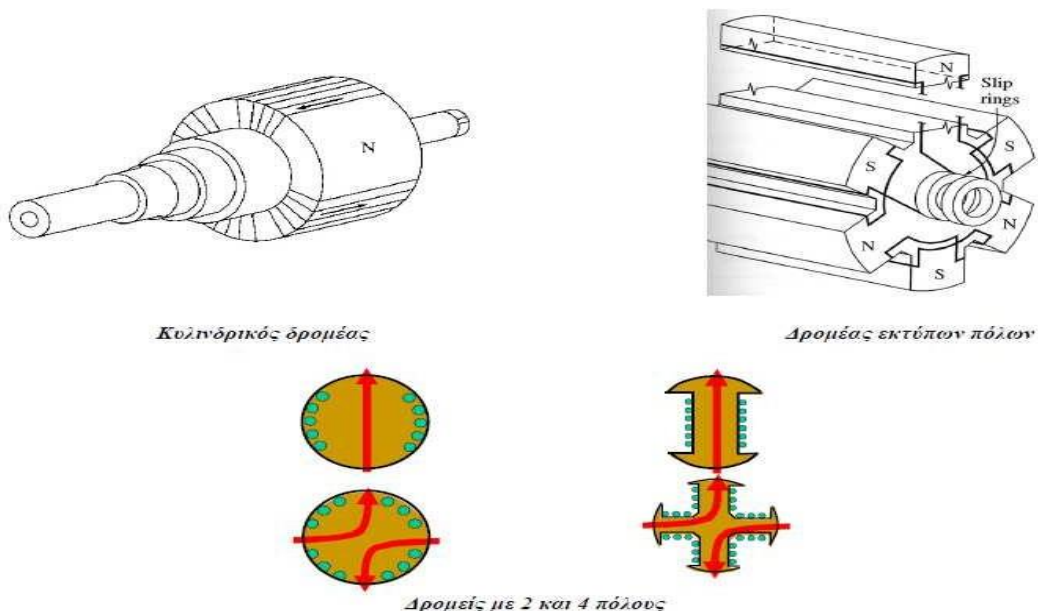 N
N
Slip
rings
S
S
N
N
S
Κυλινδρικός δρομέας
Δρομέας εκτύπων πόλων
Δρομείς με 2 και 4 πόλους